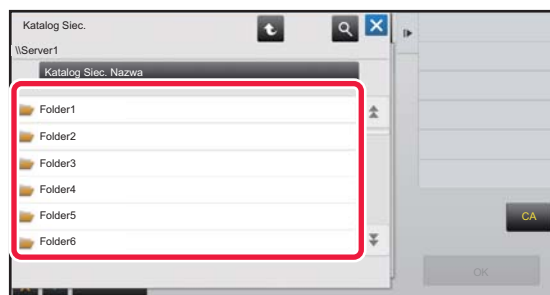 Katalog Siec.
\\Server1
Katalog Siec. Nazwa
Folder1
Folder2
Folder3
Folder4
Folder5
Folder6
CA
OK